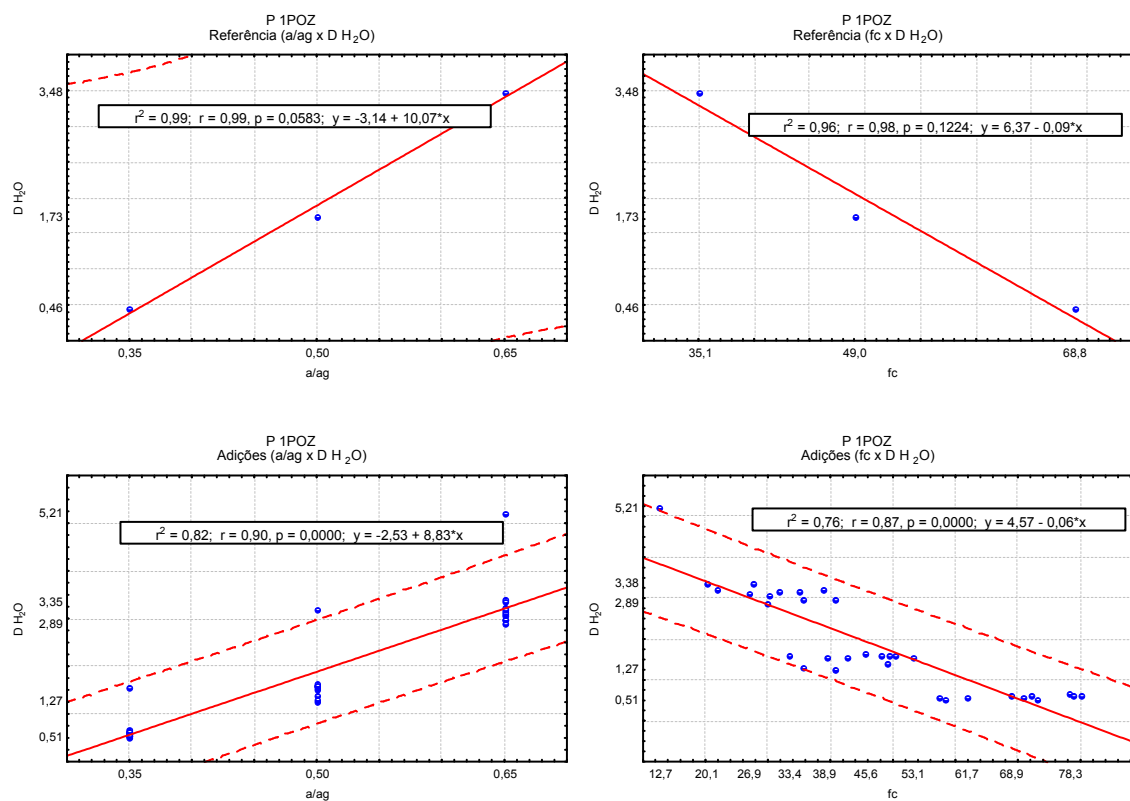 P 1POZ
Referência (a/ag x D H₂O)
r² = 0,99; r = 0,99, p = 0,0583; y = -3,14 + 10,07*x
D H₂O
3,48
1,73
0,46
0,35
0,50
0,65
a/ag
P 1POZ
Referência (fc x D H₂O)
r² = 0,96; r = 0,98, p = 0,1224; y = 6,37 - 0,09*x
D H₂O
3,48
1,73
0,46
35,1
49,0
68,8
fc
P 1POZ
Adições (a/ag x D H₂O)
r² = 0,82; r = 0,90, p = 0,0000; y = -2,53 + 8,83*x
D H₂O
5,21
3,35
2,89
1,27
0,51
0,35
0,50
0,65
a/ag
P 1POZ
Adições (fc x D H₂O)
r² = 0,76; r = 0,87, p = 0,0000; y = 4,57 - 0,06*x
D H₂O
5,21
3,38
2,89
1,27
0,51
12,7
20,1
26,9
33,4
38,9
45,6
53,1
61,7
68,9
78,3
fc